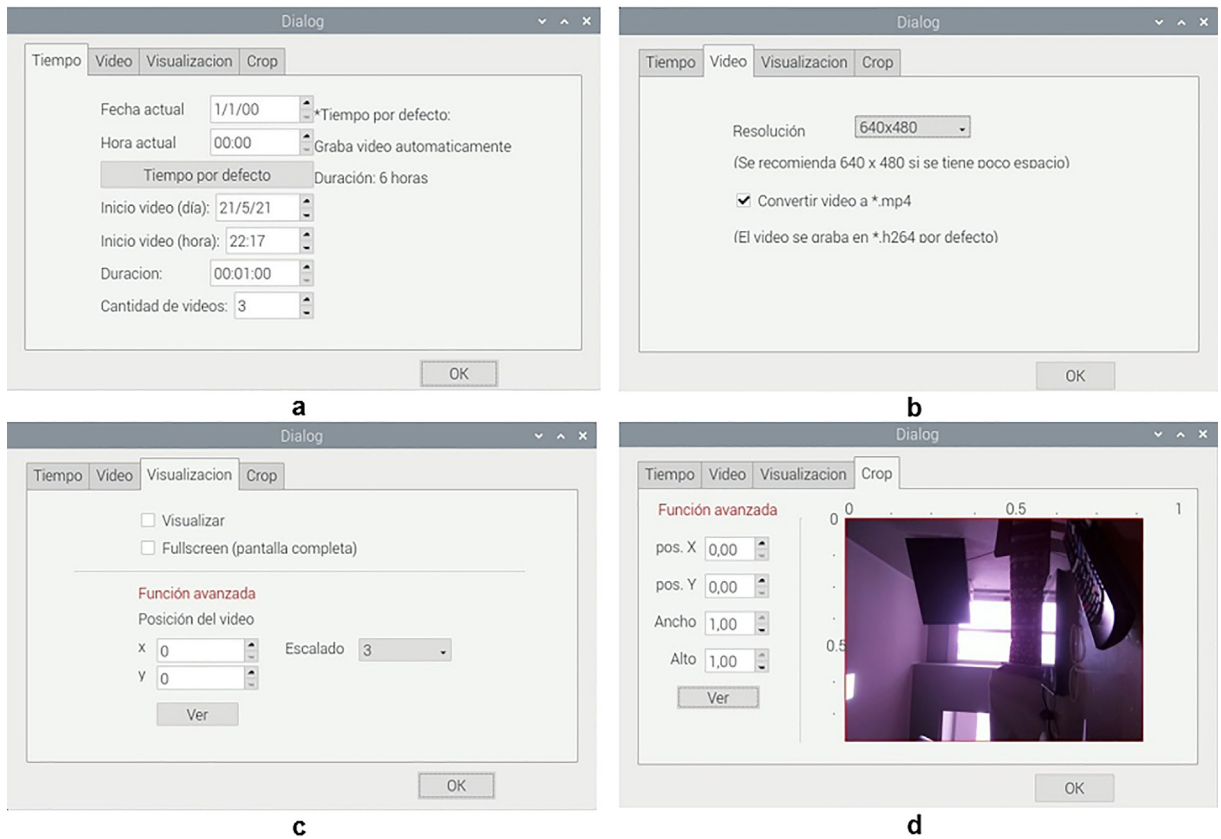 Dialog
Tiempo Video Visualizacion Crop
Fecha actual 1/1/00 *Tiempo por defecto:
Hora actual 00:00 Graba video automaticamente
Tiempo por defecto Duración: 6 horas
Inicio video (día): 21/5/21
Inicio video (hora): 22:17
Duracion: 00:01:00
Cantidad de videos: 3
OK
a
Dialog
Tiempo Video Visualizacion Crop
Resolución 640x480
(Se recomienda 640 x 480 si se tiene poco espacio)
Convertir video a *.mp4
(El video se graba en *.h264 por defecto)
OK
b
Dialog
Tiempo Video Visualizacion Crop
Visualizar
Fullscreen (pantalla completa)
Función avanzada
Posición del video
x 0 Escalado 3
y 0
Ver
OK
c
Dialog
Tiempo Video Visualizacion Crop
Función avanzada 0 . 0.5 . 1
0
pos. X 0,00
pos. Y 0,00
Ancho 1,00
0.5
Alto 1,00
Ver
OK
d